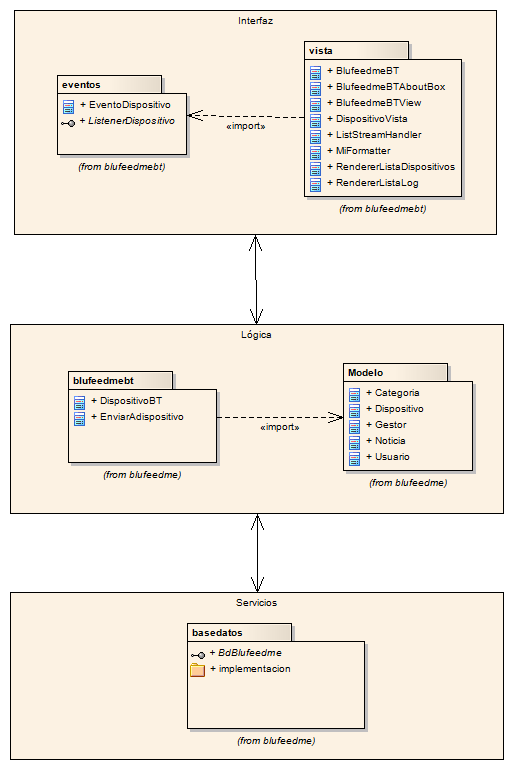 Interfaz
eventos
+ EventoDispositivo
+ ListenerDispositivo
(from blufeedmebt)
«import»
vista
+ BlufeedmeBT
+ BlufeedmeBTAboutBox
+ BlufeedmeBTView
+ DispositivoVista
+ ListStreamHandler
+ MiFormatter
+ RendererListaDispositivos
+ RendererListaLog
(from blufeedmebt)
Lógica
blufeedmebt
+ DispositivoBT
+ EnviarAdispositivo
(from blufeedme)
«import»
Modelo
+ Categoria
+ Dispositivo
+ Gestor
+ Noticia
+ Usuario
(from blufeedme)
Servicios
basedatos
+ BdBlufeedme
+ implementacion
(from blufeedme)